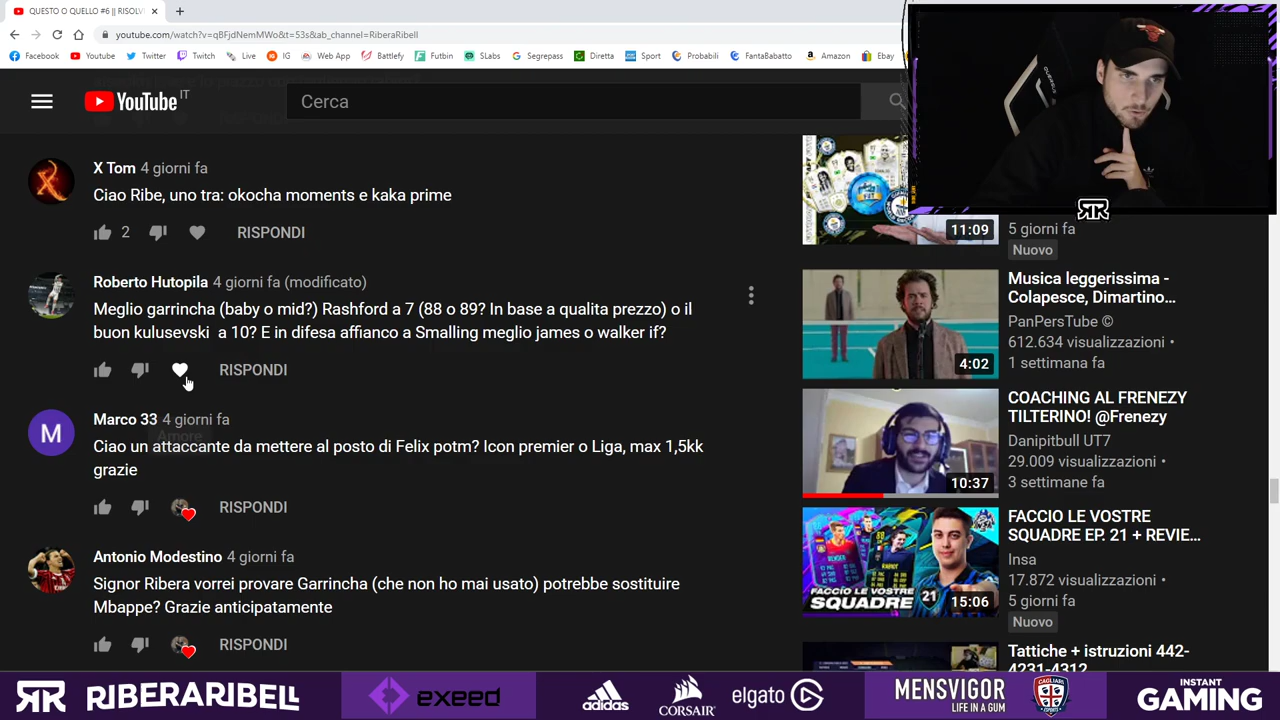 QUESTO O QUELLO #6 || RISOLV
youtube.com/watch?v=qBFjdNemMWo&t=53s&ab_channel=RiberaRibell
Facebook Youtube Twitter Twitch Live IG Web App Battlefy Futbin SLabs Segrepass Diretta Sport Probabili FantaBabatto Amazon Ebay
YouTube IT
Cerca
X Tom 4 giorni fa
Ciao Ribe, okocha moments e kaka prime
2 RISPONDI
Roberto Hutopila 4 giorni fa (modificato)
Meglio garrincha (baby o mid?) Rashford a 7 (88 o 89? In base a qualita prezzo) o il
buon kulusevski a 10? E in difesa affianco a Smalling meglio james o walker if?
RISPONDI
Marco 33 4 giorni fa
M
Ciao un attaccante da mettere al posto di Felix potm? Icon premier o Liga, max 1,5kk
grazie
RISPONDI
Antonio Modestino 4 giorni fa
Signor Ribera vorrei provare Garrincha (che non ho mai usato) potrebbe sostituire
Mbappe? Grazie anticipatamente
RISPONDI
11:09
5 giorni fa
Nuovo
4:02
Musica leggerissima -
Colapesce, Dimartino...
PanPersTube ©
612.634 visualizzazioni •
1 settimana fa
10:37
COACHING AL FRENEZY
TILTERINO! @Frenezy
Danipitbull UT7
29.009 visualizzazioni •
3 settimane fa
FACCIO LE VOSTRE
SQUADRE
21
15:06
FACCIO LE VOSTRE
SQUADRE EP. 21 + REVIE...
Insa
17.872 visualizzazioni •
5 giorni fa
Nuovo
Tattiche + istruzioni 442-
4231-4312
RR RIBERARIBELL
exeed
adidas
CORSAIR
elgato
MENSVIGOR
LIFE IN A GUM
CAGLIARI
INSTANT
GAMING